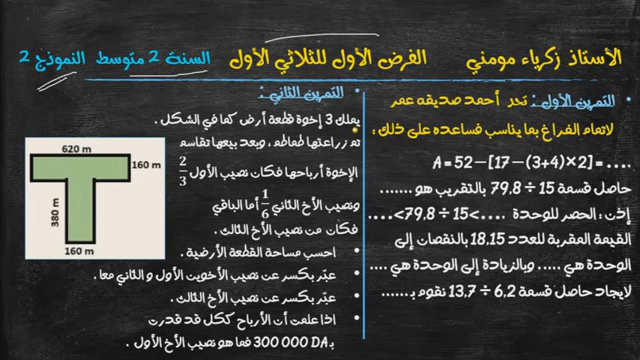 الأستاذ زكرياء مومني
الفرض الأول للثلاثي الأول
السنة 2 متوسط
النموذج 2
التمرين الأول : تحد أحمد صديقه عمر
لاتمام الفراغ بما يناسب فساعده على ذلك :
A = 52 – [17 – (3+4) × 2] = ....
حاصل قسمة 15 ÷ 79,8 بالتقريب هو .......
إذن : الحصر للوحدة ....>15 ÷ 79,8>....
القيمة المقربة للعدد 18,15 بالنقصان إلى
الوحدة هي ..... وبالزيادة إلى الوحدة هي ....
لايجاد حاصل قسمة 6,2 ÷ 13,7 نقوم بـ ......
التمرين الثاني :
يملك 3 إخوة قطعة أرض كما في الشكل .
تم زراعتها طماطم ، وبعد بيعها تقاسم
الإخوة أرباحها فكان نصيب الأول 2/3
ونصيب الأخ الثاني 1/6 أما الباقي
فكان من نصيب الأخ الثالث .
احسب مساحة القطعة الأرضية .
عبّر بكسر عن نصيب الأخوين الأول و الثاني معا .
عبّر بكسر عن نصيب الأخ الثالث .
اذا علمت أن الأرباح ككل قد قدرت
بـ 300 000 DA فما هو نصيب الأخ الأول .
620 m
160 m
380 m
160 m